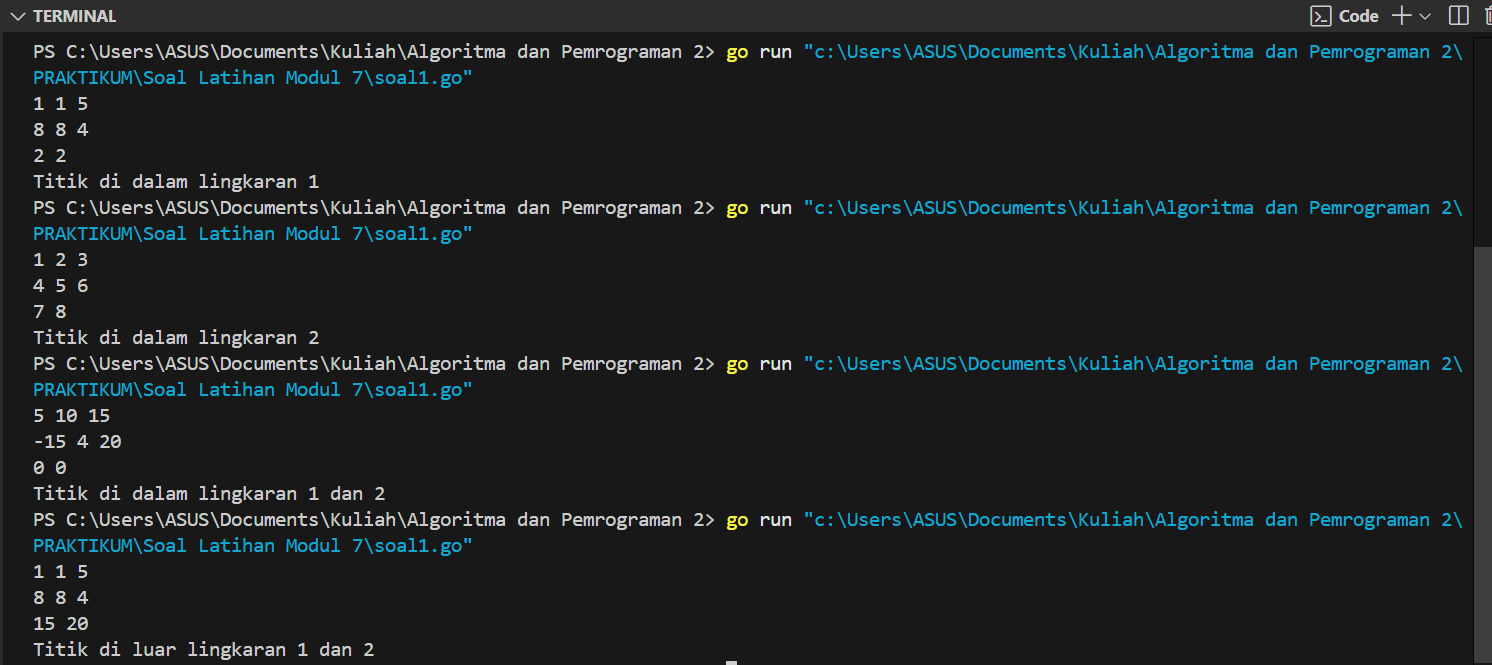 TERMINAL
Code
PS C:\Users\ASUS\Documents\Kuliah\Algoritma dan Pemrograman 2> go run "c:\Users\ASUS\Documents\Kuliah\Algoritma dan Pemrograman 2\
PRAKTIKUM\Soal Latihan Modul 7\soal1.go"
1 1 5
8 8 4
2 2
Titik di dalam lingkaran 1
PS C:\Users\ASUS\Documents\Kuliah\Algoritma dan Pemrograman 2> go run "c:\Users\ASUS\Documents\Kuliah\Algoritma dan Pemrograman 2\
PRAKTIKUM\Soal Latihan Modul 7\soal1.go"
1 2 3
4 5 6
7 8
Titik di dalam lingkaran 2
PS C:\Users\ASUS\Documents\Kuliah\Algoritma dan Pemrograman 2> go run "c:\Users\ASUS\Documents\Kuliah\Algoritma dan Pemrograman 2\
PRAKTIKUM\Soal Latihan Modul 7\soal1.go"
5 10 15
-15 4 20
0 0
Titik di dalam lingkaran 1 dan 2
PS C:\Users\ASUS\Documents\Kuliah\Algoritma dan Pemrograman 2> go run "c:\Users\ASUS\Documents\Kuliah\Algoritma dan Pemrograman 2\
PRAKTIKUM\Soal Latihan Modul 7\soal1.go"
1 1 5
8 8 4
15 20
Titik di luar lingkaran 1 dan 2